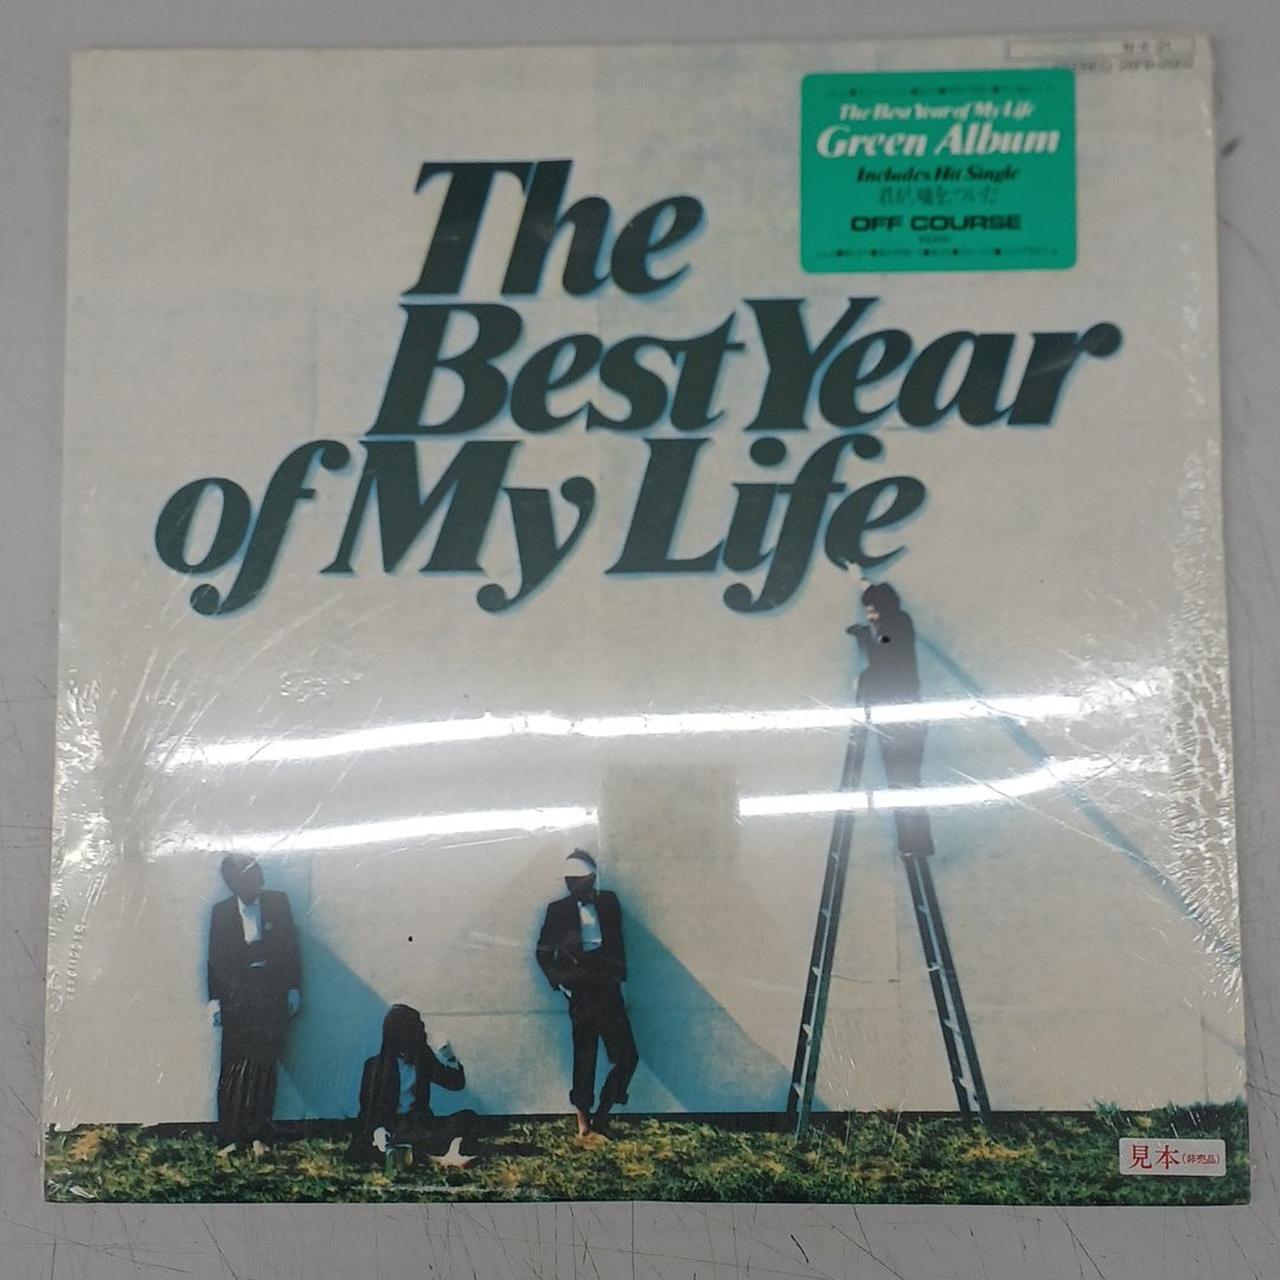 The Best Year of My Life
Green Album
Includes Hit Single
君が、嘘を、ついた
OFF COURSE
The
Best Year
of My Life
見本(非売品)